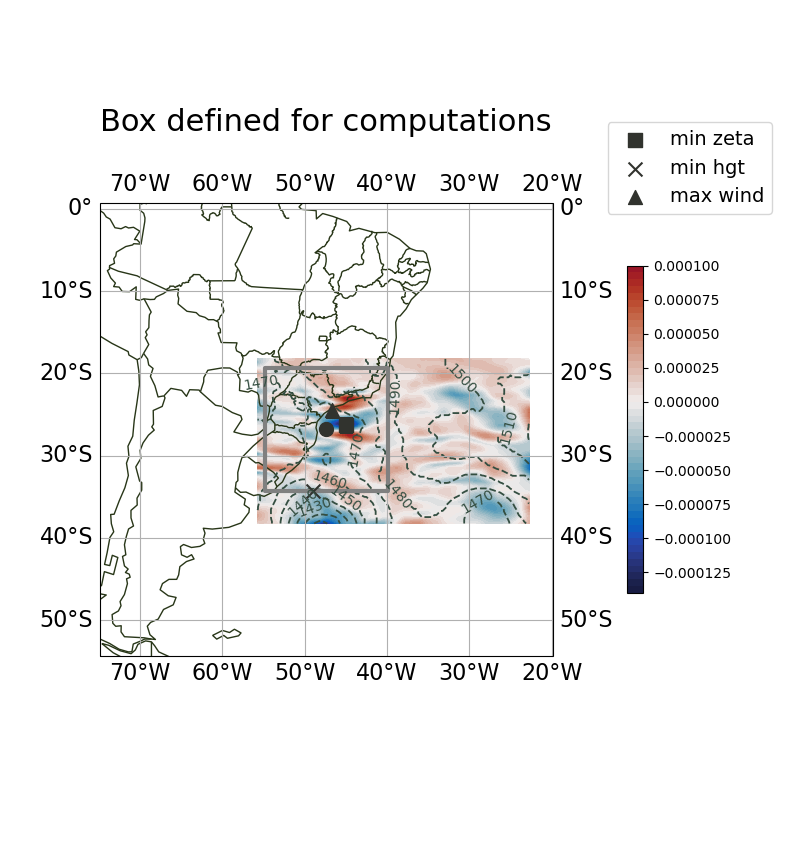 Box defined for computations
min zeta
min hgt
max wind
70°W 60°W 50°W 40°W 30°W 20°W
0° 0°
10°S 10°S
20°S 20°S
30°S 30°S
40°S 40°S
50°S 50°S
70°W 60°W 50°W 40°W 30°W 20°W
0.000100
0.000075
0.000050
0.000025
0.000000
−0.000025
−0.000050
−0.000075
−0.000100
−0.000125
1470
1500
1490
1510
1470
1460
1450
1430
1480
1470